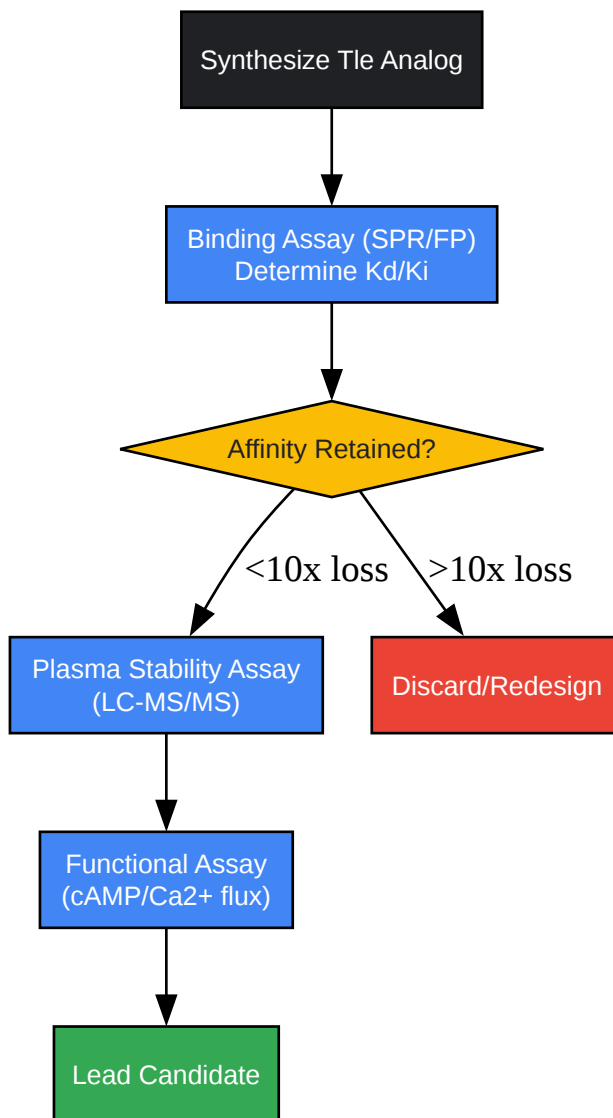 Synthesize Tle Analog
Binding Assay (SPR/FP)
Determine Kd/Ki
Affinity Retained?
<10x loss
>10x loss
Plasma Stability Assay
(LC-MS/MS)
Discard/Redesign
Functional Assay
(cAMP/Ca2+ flux)
Lead Candidate